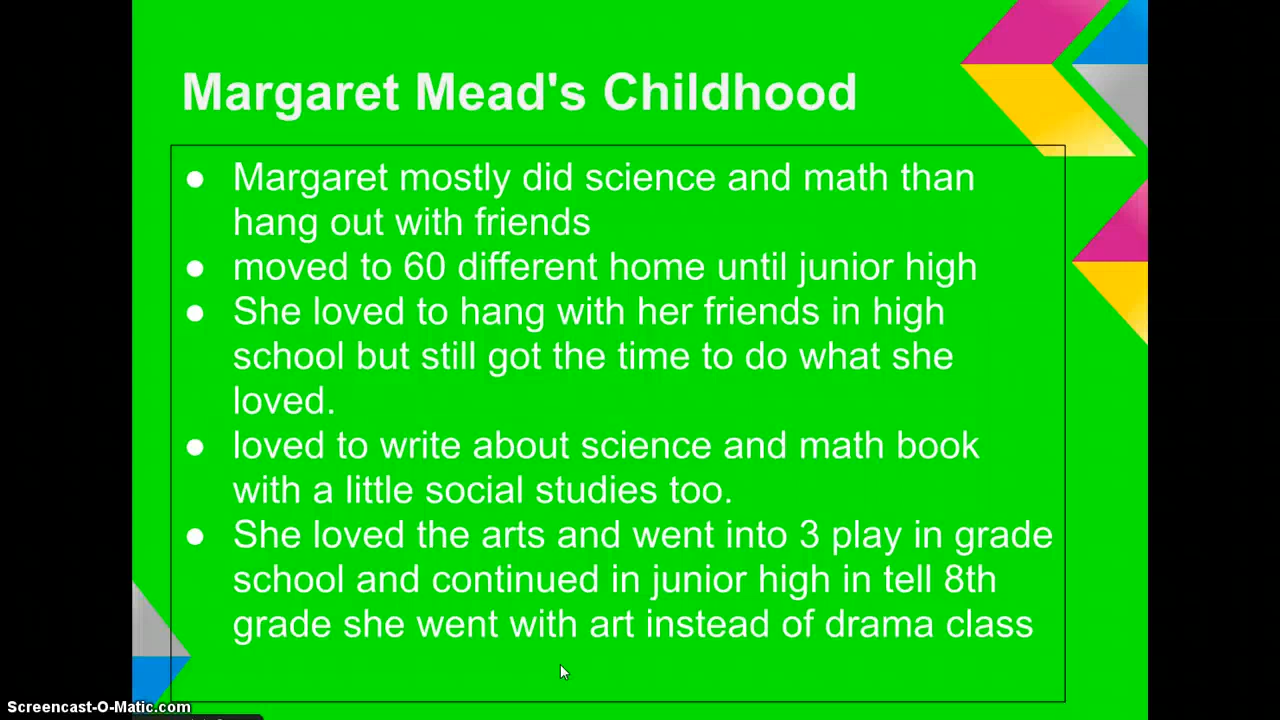 Margaret Mead's Childhood
● Margaret mostly did science and math than
hang out with friends
● moved to 60 different home until junior high
● She loved to hang with her friends in high
school but still got the time to do what she
loved.
● loved to write about science and math book
with a little social studies too.
● She loved the arts and went into 3 play in grade
school and continued in junior high in tell 8th
grade she went with art instead of drama class
Screencast-O-Matic.com